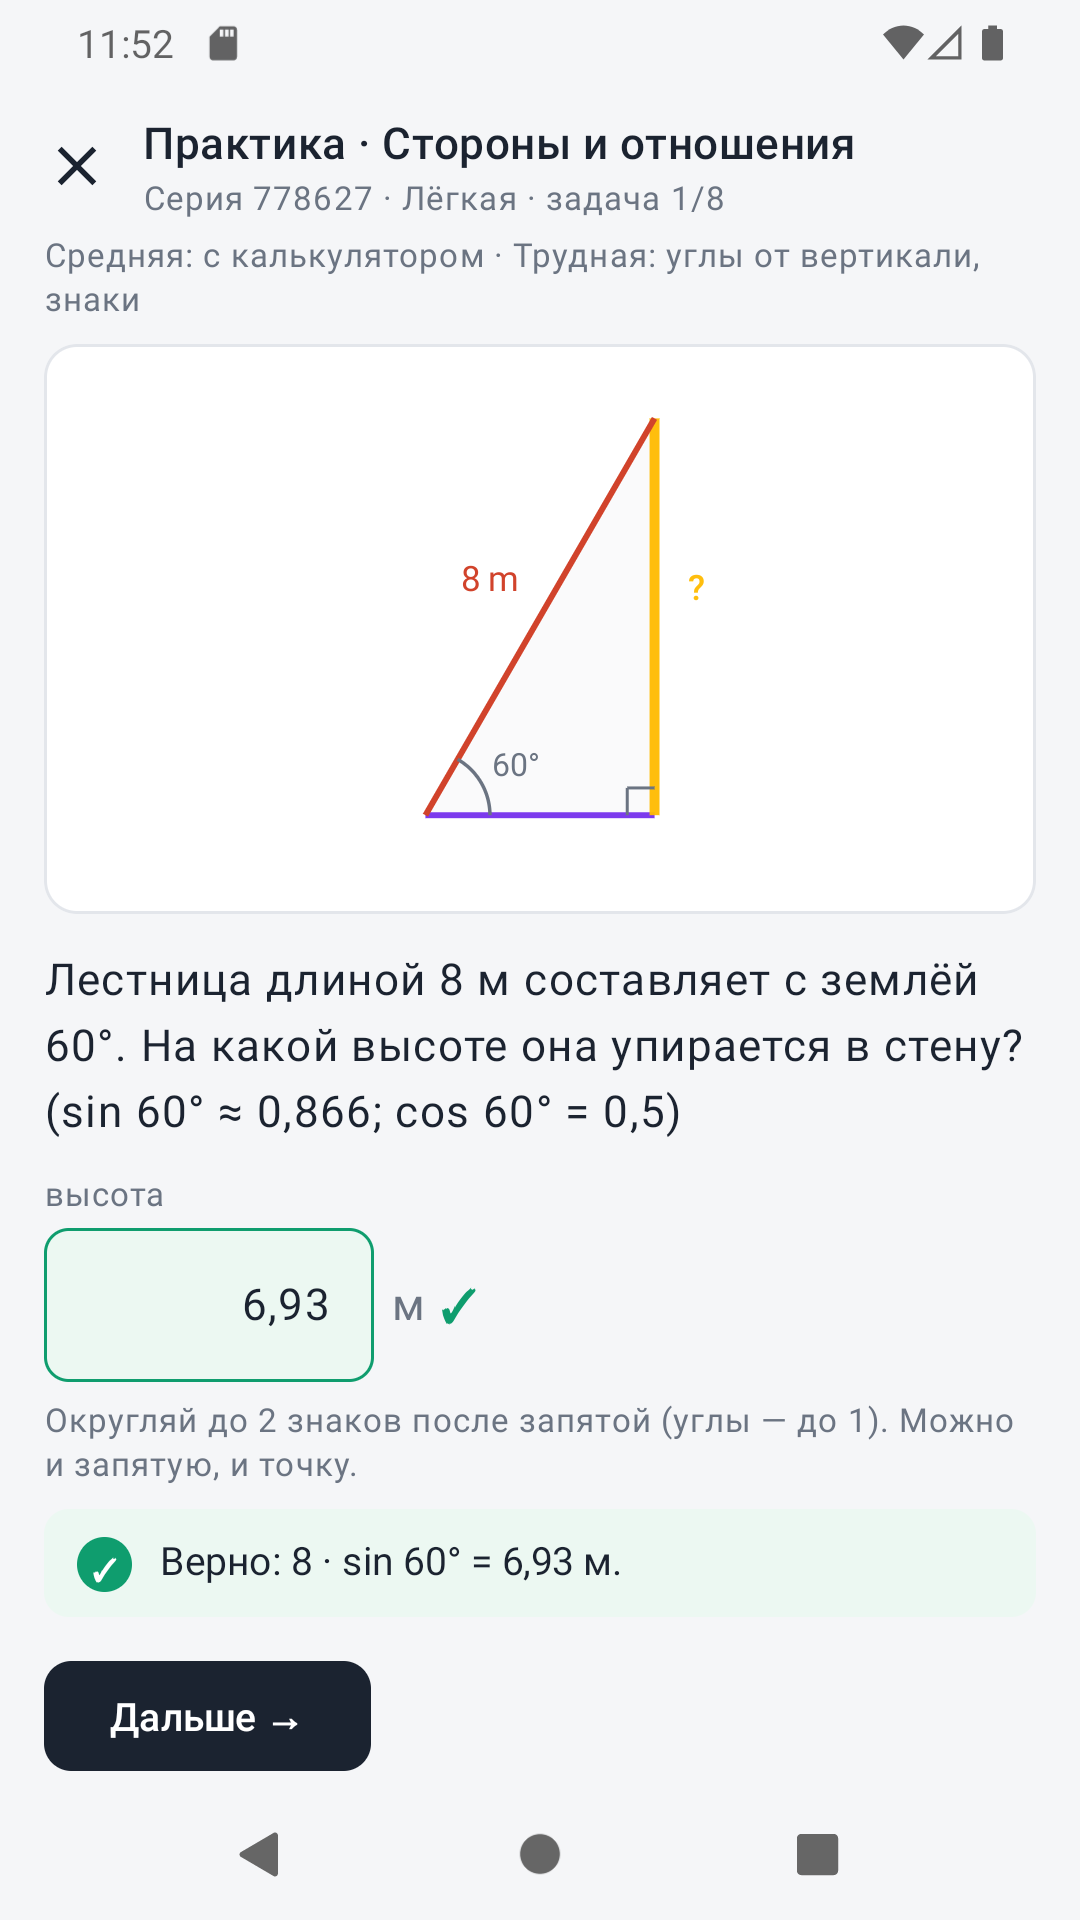 11:52
Практика · Стороны и отношения
Серия 778627 · Лёгкая · задача 1/8
Средняя: с калькулятором · Трудная: углы от вертикали,
знаки
8 m
?
60°
Лестница длиной 8 м составляет с землёй
60°. На какой высоте она упирается в стену?
(sin 60° ≈ 0,866; cos 60° = 0,5)
высота
6,93 м ✓
Округляй до 2 знаков после запятой (углы — до 1). Можно
и запятую, и точку.
✓ Верно: 8 · sin 60° = 6,93 м.
Дальше →